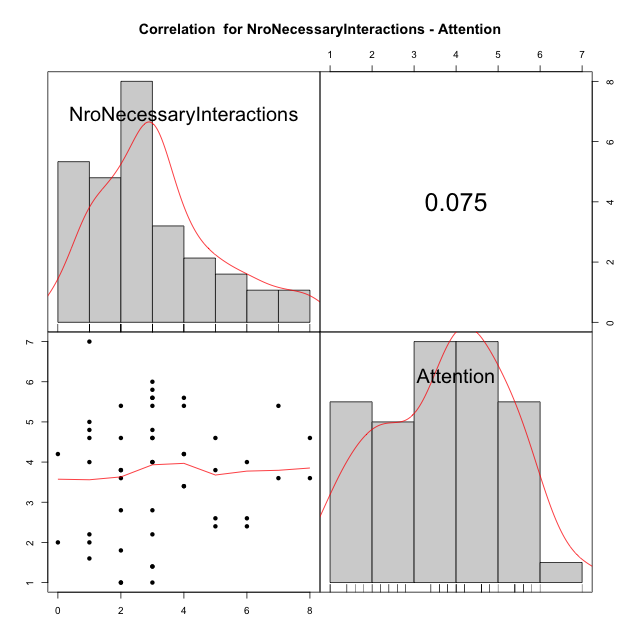 Correlation  for NroNecessaryInteractions - Attention
1 2 3 4 5 6 7
NroNecessaryInteractions
0.075
8
6
4
2
0
7
6
5
4
3
2
1
Attention
0 2 4 6 8